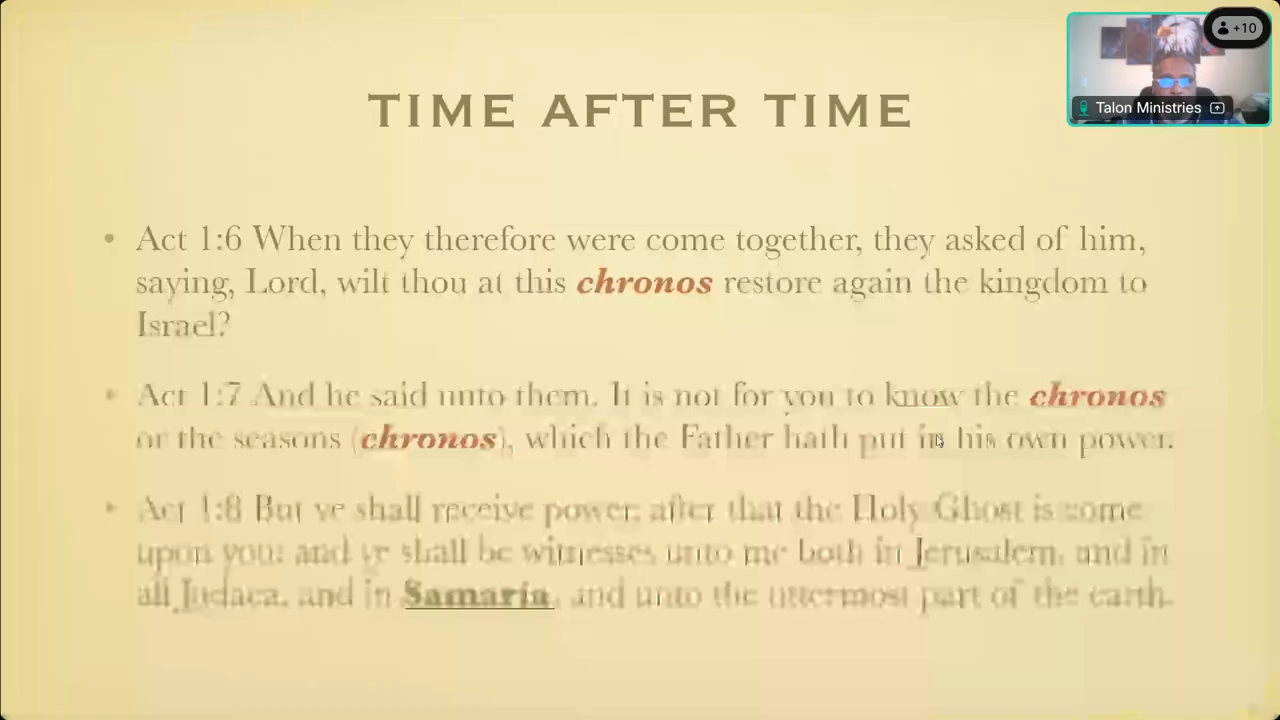 +10
Talon Ministries
TIME AFTER TIME
• Act 1:6 When they therefore were come together, they asked of him,
saying, Lord, wilt thou at this chronos restore again the kingdom to
Israel?
• Act 1:7 And he said unto them. It is not for you to know the chronos
or the seasons (chronos), which the Father hath put in his own power.
• Act 1:8 But ye shall receive power, after that the Holy Ghost is come
upon you: and ye shall be witnesses unto me both in Jerusalem, and in
all Judaea, and in Samaria, and unto the uttermost part of the earth.